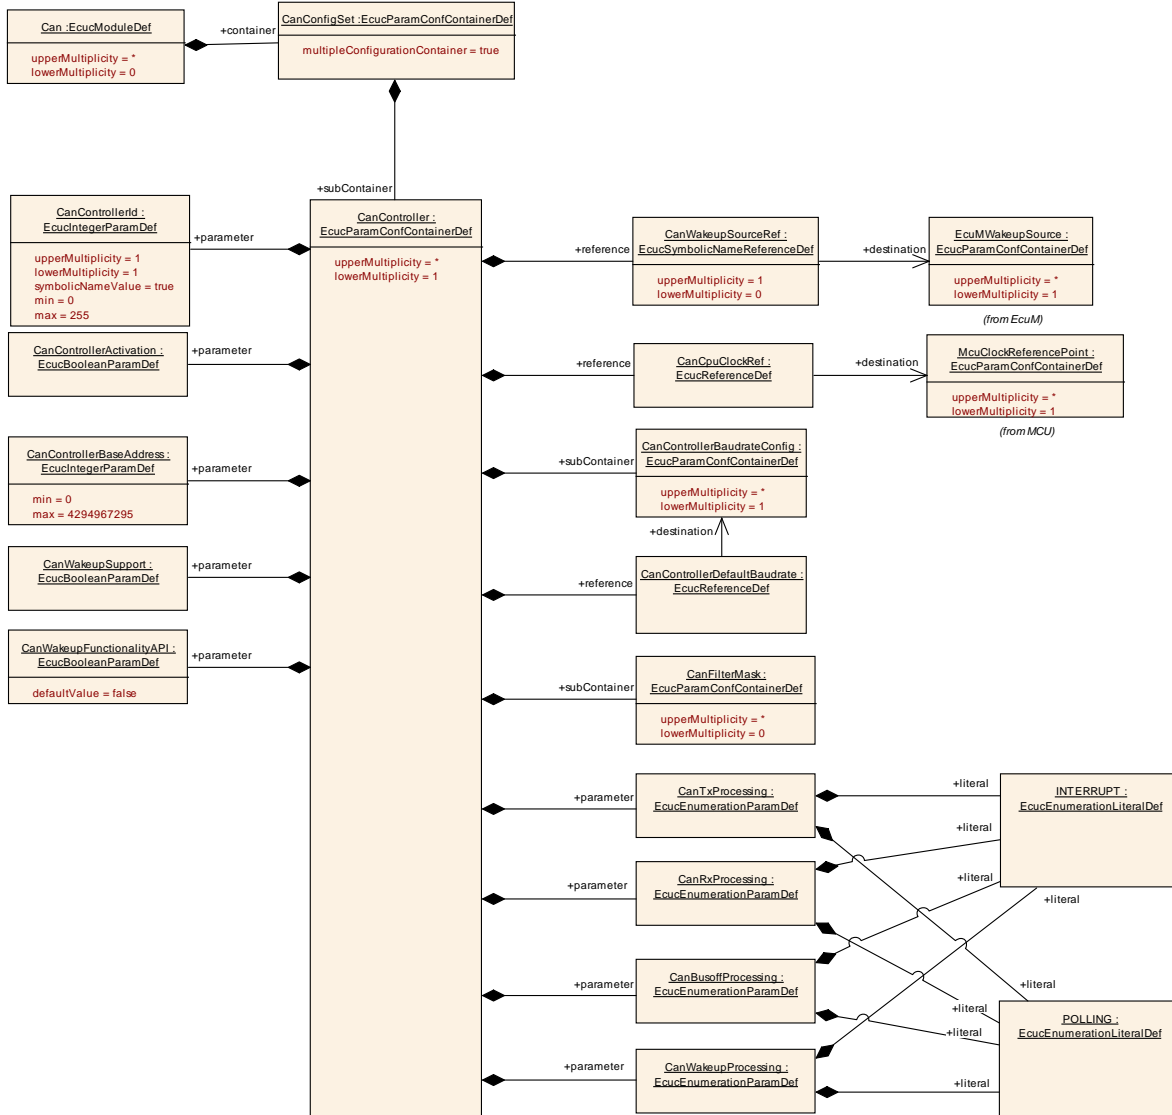 Can :EcucModuleDef
upperMultiplicity = *
lowerMultiplicity = 0
+container
CanConfigSet :EcucParamConfContainerDef
multipleConfigurationContainer = true
+subContainer
CanController :
EcucParamConfContainerDef
upperMultiplicity = *
lowerMultiplicity = 1
CanControllerId :
EcucIntegerParamDef
upperMultiplicity = 1
lowerMultiplicity = 1
symbolicNameValue = true
min = 0
max = 255
+parameter
CanControllerActivation :
EcucBooleanParamDef
+parameter
CanControllerBaseAddress :
EcucIntegerParamDef
min = 0
max = 4294967295
+parameter
CanWakeupSupport :
EcucBooleanParamDef
+parameter
CanWakeupFunctionalityAPI :
EcucBooleanParamDef
defaultValue = false
+parameter
+reference
CanWakeupSourceRef :
EcucSymbolicNameReferenceDef
upperMultiplicity = 1
lowerMultiplicity = 0
+destination
EcuMWakeupSource :
EcucParamConfContainerDef
upperMultiplicity = *
lowerMultiplicity = 1
(from EcuM)
+reference
CanCpuClockRef :
EcucReferenceDef
+destination
McuClockReferencePoint :
EcucParamConfContainerDef
upperMultiplicity = *
lowerMultiplicity = 1
(from MCU)
+subContainer
CanControllerBaudrateConfig :
EcucParamConfContainerDef
upperMultiplicity = *
lowerMultiplicity = 1
+destination
+reference
CanControllerDefaultBaudrate :
EcucReferenceDef
+subContainer
CanFilterMask :
EcucParamConfContainerDef
upperMultiplicity = *
lowerMultiplicity = 0
+parameter
CanTxProcessing :
EcucEnumerationParamDef
+literal
INTERRUPT :
EcucEnumerationLiteralDef
+literal
+parameter
CanRxProcessing :
EcucEnumerationParamDef
+literal
+literal
+parameter
CanBusoffProcessing :
EcucEnumerationParamDef
+literal
+literal
+literal
POLLING :
EcucEnumerationLiteralDef
+parameter
CanWakeupProcessing :
EcucEnumerationParamDef
+literal